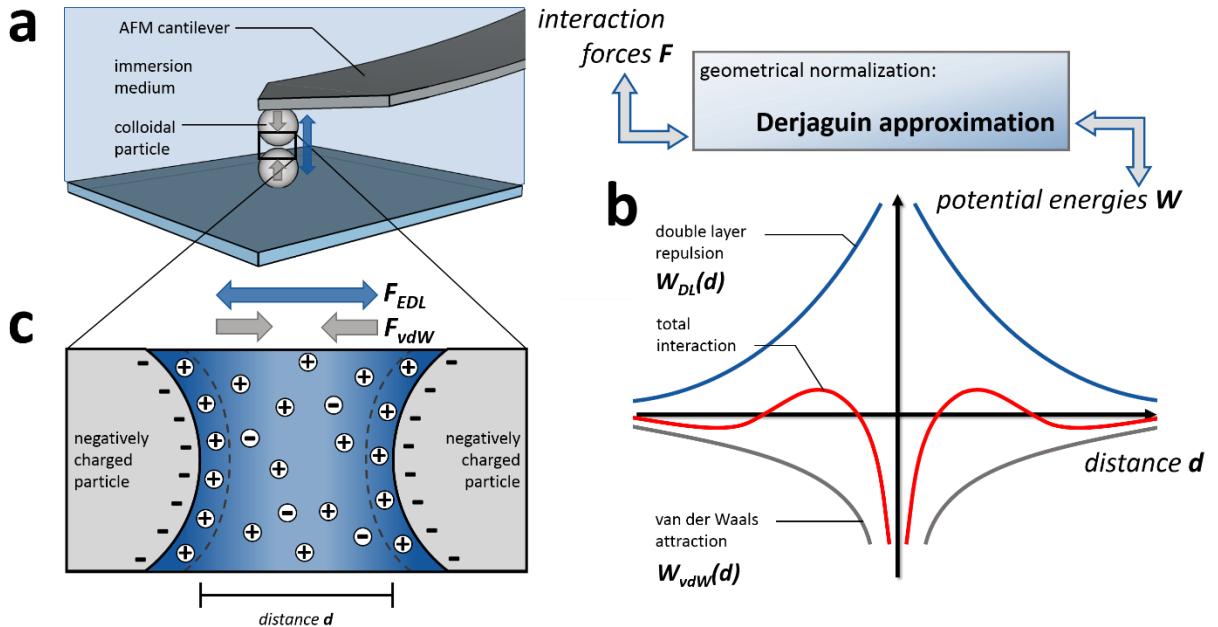 a
AFM cantilever
immersion
medium
colloidal
particle
interaction
forces F
geometrical normalization:
Derjaguin approximation
potential energies W
b
double layer
repulsion
W_DL(d)
total
interaction
distance d
van der Waals
attraction
W_vdW(d)
c
F_EDL
F_vdW
negatively
charged
particle
negatively
charged
particle
distance d